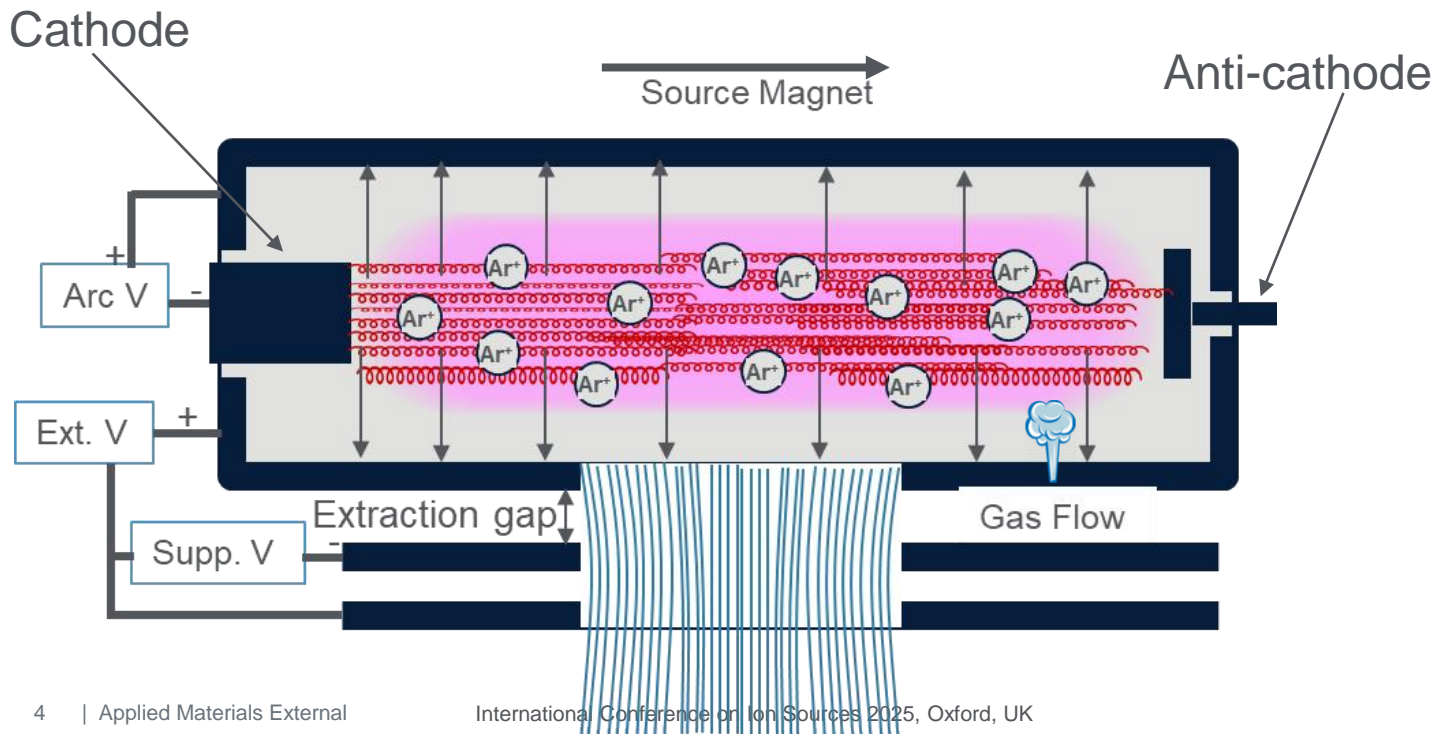 Cathode
Source Magnet
Anti-cathode
+
Arc V
-
Ar⁺
Ar⁺
Ar⁺
Ar⁺
Ar⁺
Ar⁺
Ar⁺
Ar⁺
Ar⁺
Ar⁺
Ar⁺
Ar⁺
Ar⁺
Ext. V
+
Extraction gap
Gas Flow
Supp. V
-
4 | Applied Materials External
International Conference on Ion Sources 2025, Oxford, UK